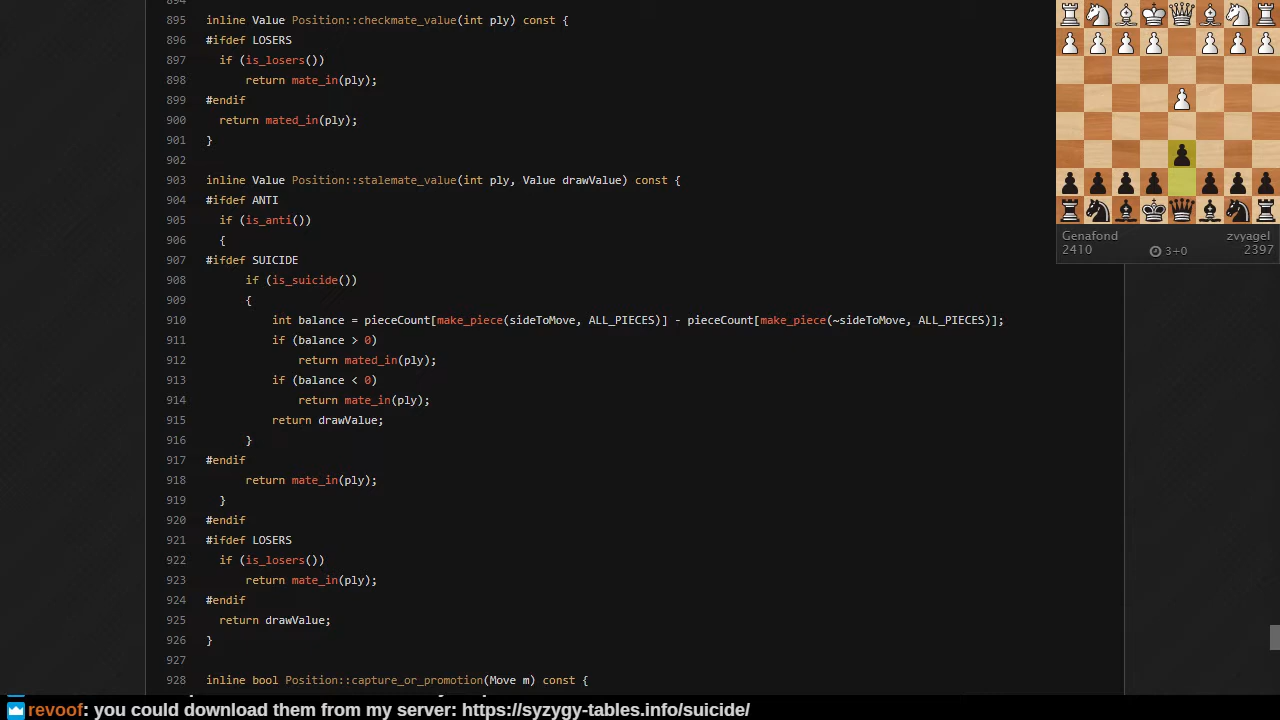 895 inline Value Position::checkmate_value(int ply) const {
896 #ifdef LOSERS
897   if (is_losers())
898       return mate_in(ply);
899 #endif
900   return mated_in(ply);
901 }
902
903 inline Value Position::stalemate_value(int ply, Value drawValue) const {
904 #ifdef ANTI
905   if (is_anti())
906   {
907 #ifdef SUICIDE
908       if (is_suicide())
909       {
910           int balance = pieceCount[make_piece(sideToMove, ALL_PIECES)] - pieceCount[make_piece(~sideToMove, ALL_PIECES)];
911           if (balance > 0)
912               return mated_in(ply);
913           if (balance < 0)
914               return mate_in(ply);
915           return drawValue;
916       }
917 #endif
918       return mate_in(ply);
919   }
920 #endif
921 #ifdef LOSERS
922   if (is_losers())
923       return mate_in(ply);
924 #endif
925   return drawValue;
926 }
927
928 inline bool Position::capture_or_promotion(Move m) const {
Genafond zvyagel
2410 3+0 2397
revoof: you could download them from my server: https://syzygy-tables.info/suicide/